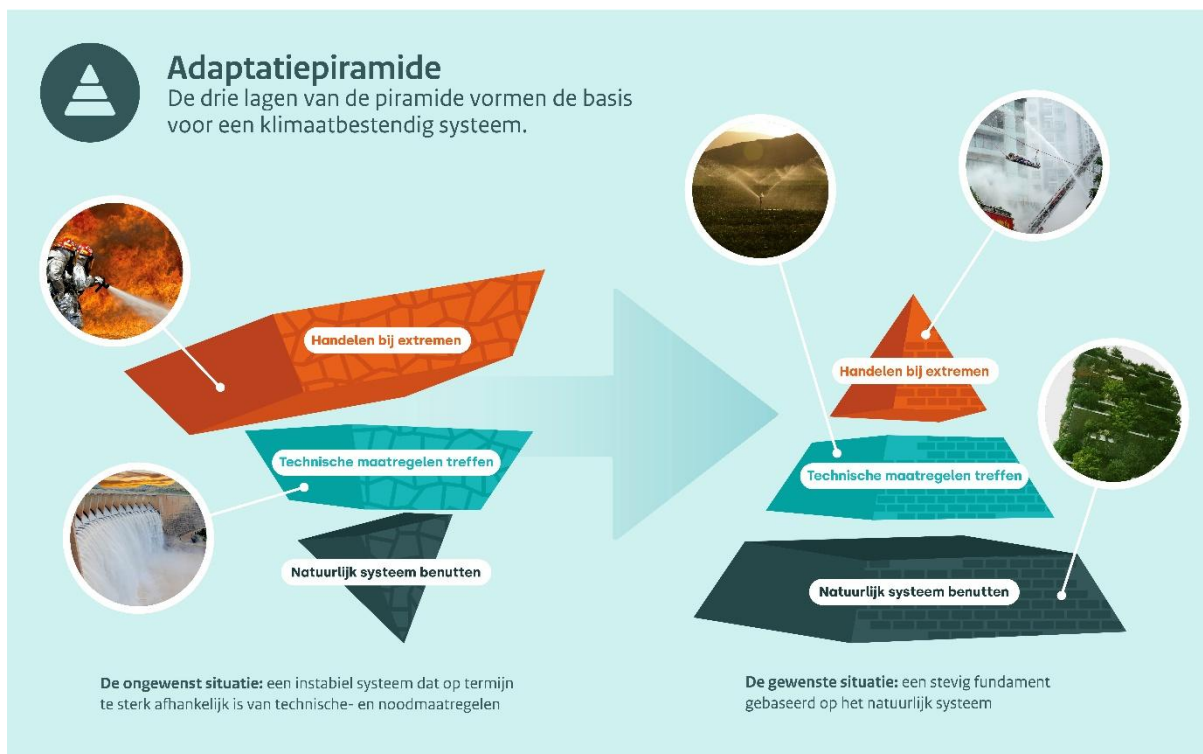 Adaptatiepiramide
De drie lagen van de piramide vormen de basis
voor een klimaatbestendig systeem.
Handelen bij extremen
Technische maatregelen treffen
Natuurlijk systeem benutten
De ongewenst situatie: een instabiel systeem dat op termijn
te sterk afhankelijk is van technische- en noodmaatregelen
Handelen bij extremen
Technische maatregelen treffen
Natuurlijk systeem benutten
De gewenste situatie: een stevig fundament
gebaseerd op het natuurlijk systeem